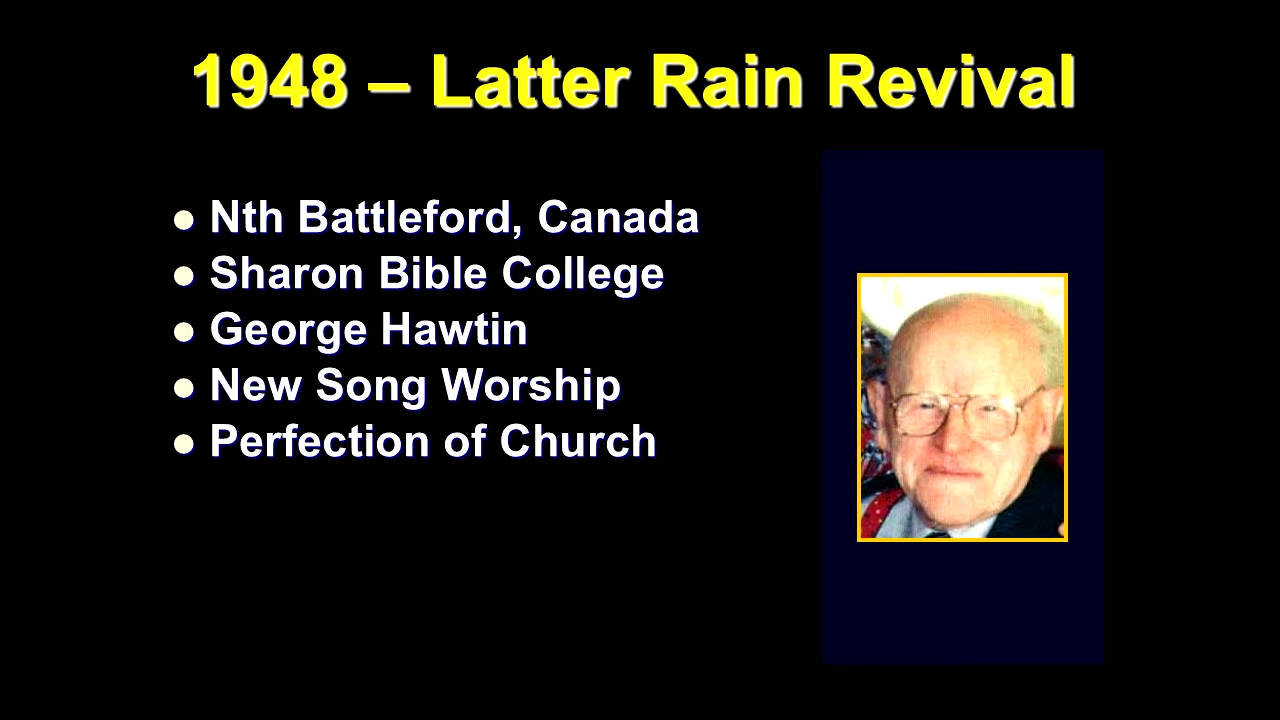 1948 – Latter Rain Revival
● Nth Battleford, Canada
● Sharon Bible College
● George Hawtin
● New Song Worship
● Perfection of Church